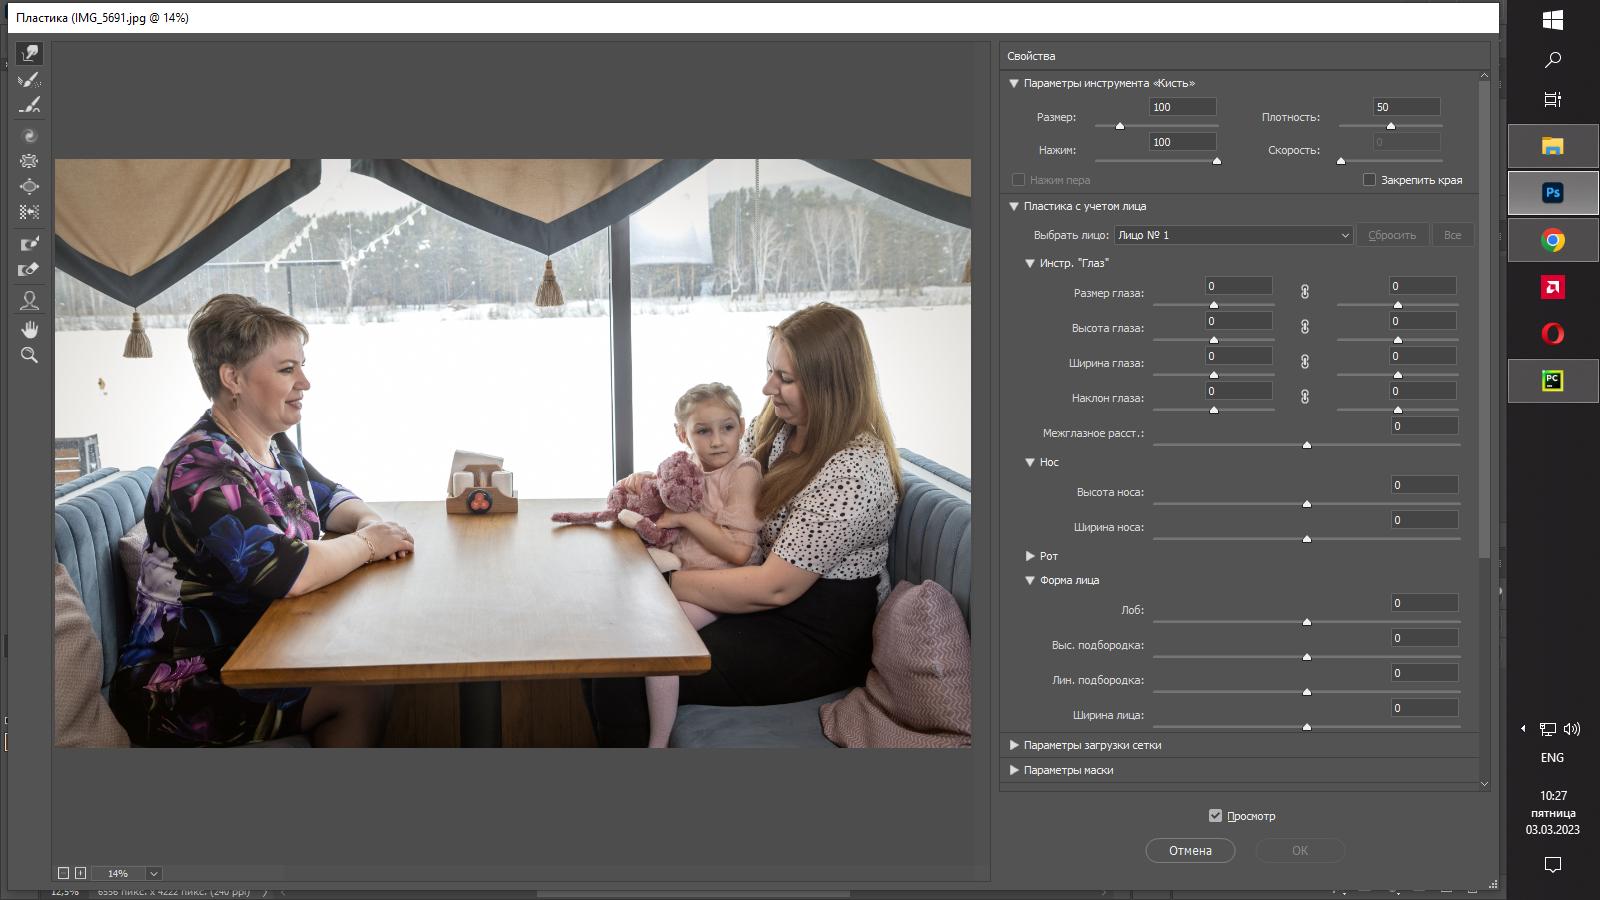 Пластика (IMG_5691.jpg @ 14%)
Свойства
Параметры инструмента «Кисть»
Размер: 100 Плотность: 50
Нажим: 100 Скорость: 0
Нажим пера Закрепить края
Пластика с учетом лица
Выбрать лицо: Лицо № 1 Сбросить Все
Инстр. "Глаз"
Размер глаза: 0 0
Высота глаза: 0 0
Ширина глаза: 0 0
Наклон глаза: 0 0
Межглазное расст.: 0
Нос
Высота носа: 0
Ширина носа: 0
Рот
Форма лица
Лоб: 0
Выс. подбородка: 0
Лин. подбородка: 0
Ширина лица: 0
Параметры загрузки сетки
Параметры маски
Просмотр
Отмена ОК
14%
12,5% 6556 пикс. x 4222 пикс. (240 ppi)
Ps
PC
ENG
10:27
пятница
03.03.2023